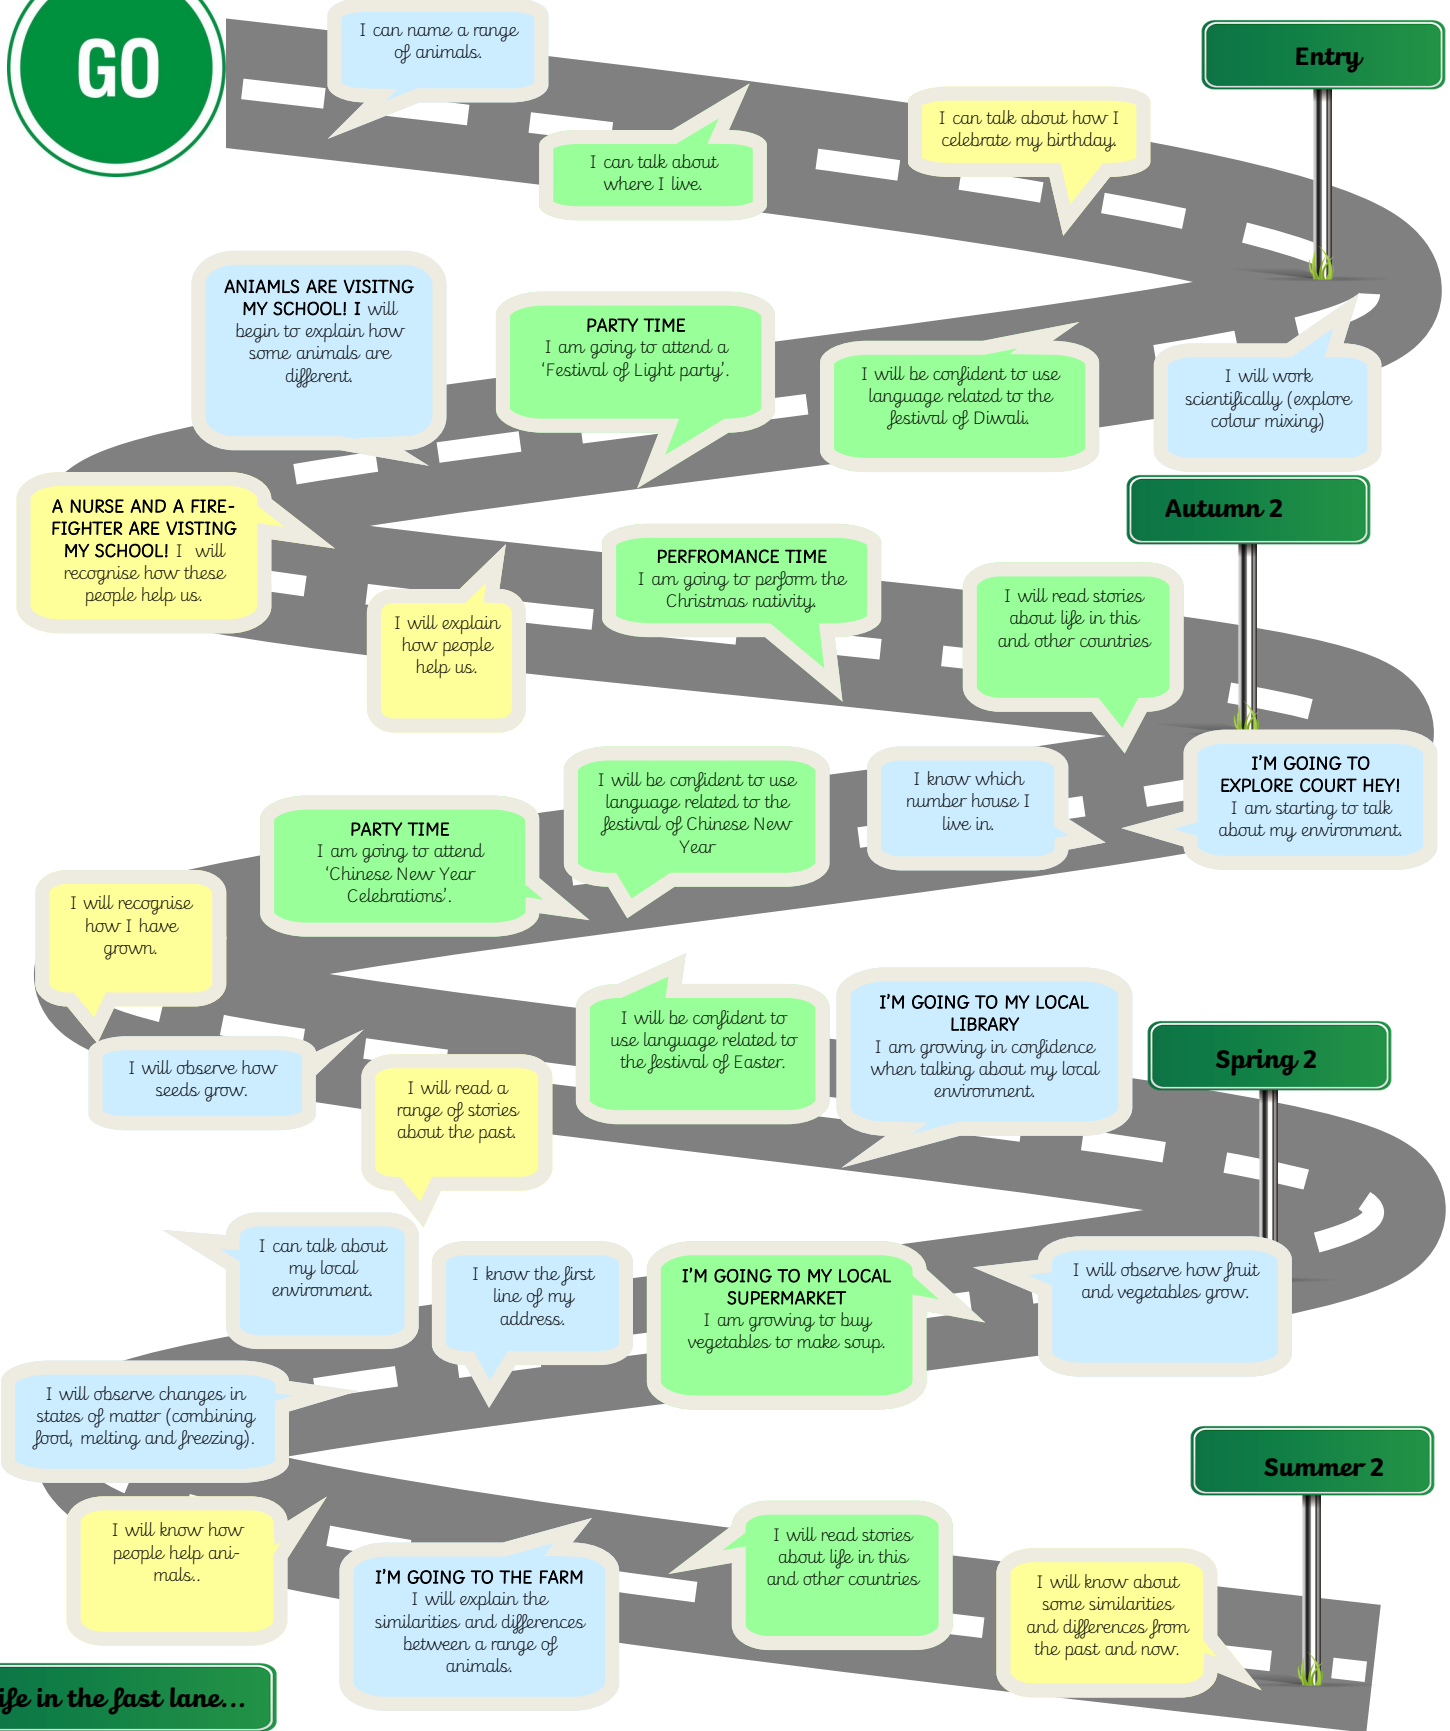 GO
I can name a range
of animals.
Entry
I can talk about how I
celebrate my birthday.
I can talk about
where I live.
ANIAMLS ARE VISITNG
MY SCHOOL! I will
begin to explain how
some animals are
different.
PARTY TIME
I am going to attend a
‘Festival of Light party’.
I will be confident to use
language related to the
festival of Diwali.
I will work
scientifically (explore
colour mixing)
A NURSE AND A FIRE-
FIGHTER ARE VISTING
MY SCHOOL! I will
recognise how these
people help us.
Autumn 2
I will explain
how people
help us.
PERFROMANCE TIME
I am going to perform the
Christmas nativity.
I will read stories
about life in this
and other countries
I’M GOING TO
EXPLORE COURT HEY!
I am starting to talk
about my environment.
I know which
number house I
live in.
I will be confident to use
language related to the
festival of Chinese New
Year
PARTY TIME
I am going to attend
‘Chinese New Year
Celebrations’.
I will recognise
how I have
grown.
I will observe how
seeds grow.
I will read a
range of stories
about the past.
I will be confident to
use language related to
the festival of Easter.
I’M GOING TO MY LOCAL
LIBRARY
I am growing in confidence
when talking about my local
environment.
Spring 2
I will observe how fruit
and vegetables grow.
I’M GOING TO MY LOCAL
SUPERMARKET
I am growing to buy
vegetables to make soup.
I know the first
line of my
address.
I can talk about
my local
environment.
I will observe changes in
states of matter (combining
food, melting and freezing).
Summer 2
I will know how
people help ani-
mals..
I’M GOING TO THE FARM
I will explain the
similarities and differences
between a range of
animals.
I will read stories
about life in this
and other countries
I will know about
some similarities
and differences from
the past and now.
ife in the fast lane...